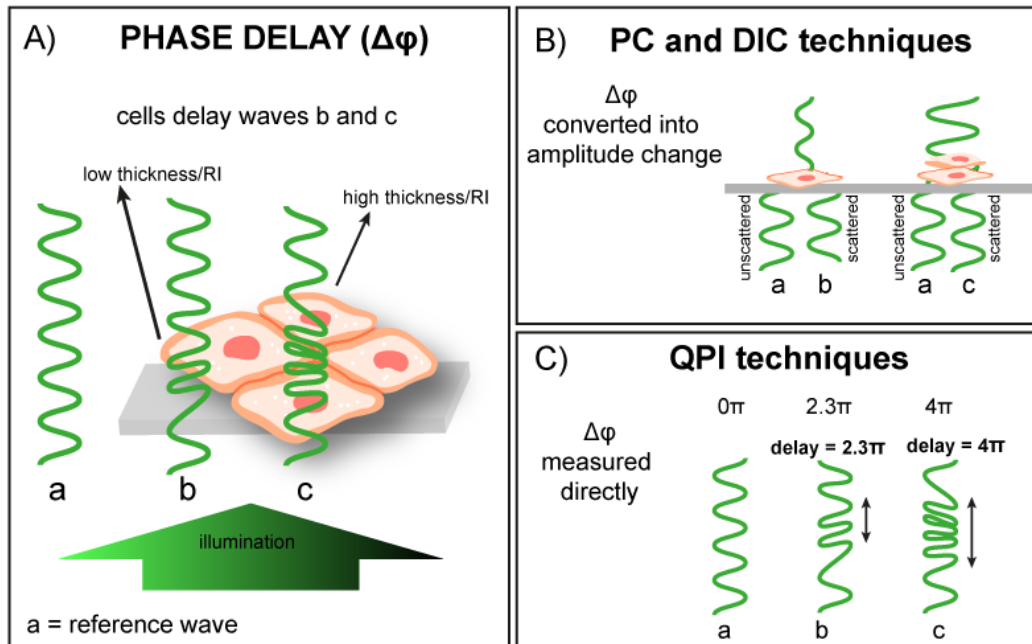 A) PHASE DELAY (Δφ)
cells delay waves b and c
low thickness/RI
high thickness/RI
a
b
c
illumination
a = reference wave
B) PC and DIC techniques
Δφ
converted into
amplitude change
unscattered
scattered
unscattered
scattered
a
b
a
c
C) QPI techniques
0π 2.3π 4π
Δφ
measured
directly
delay = 2.3π delay = 4π
a
b
c